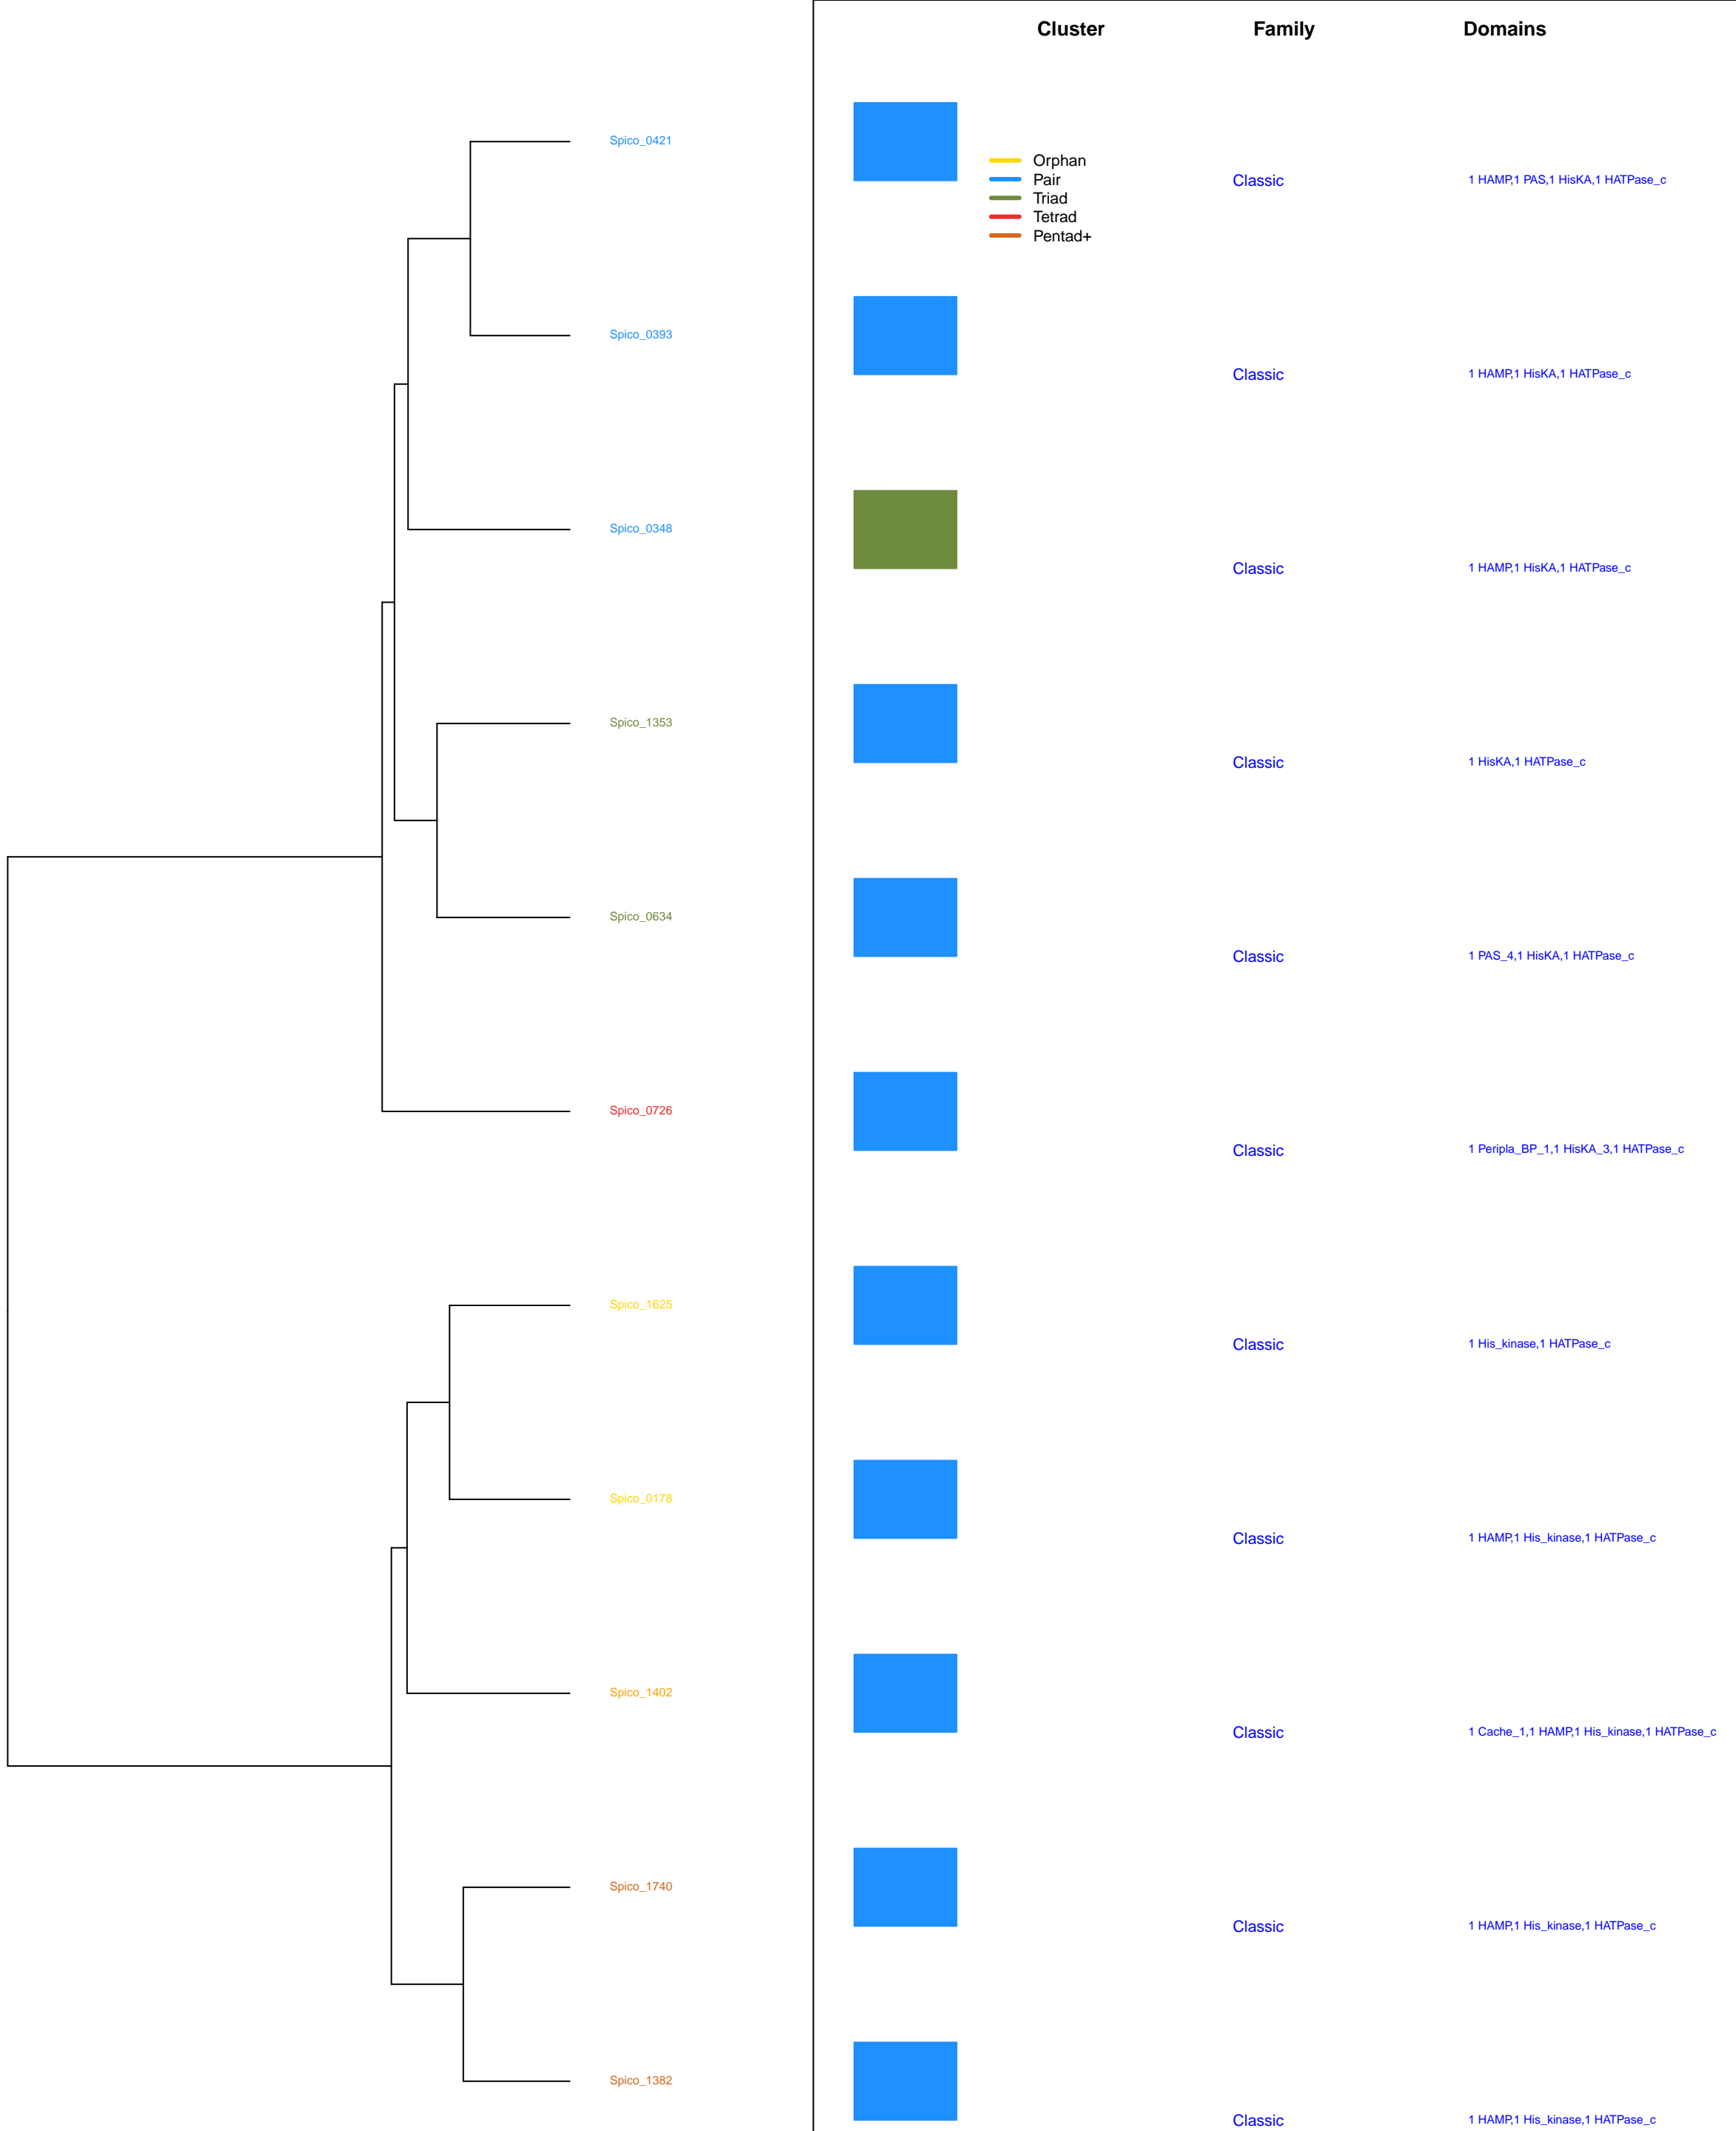 Cluster Family Domains
Spico_0421
Orphan
Pair
Triad
Tetrad
Pentad+
Classic 1 HAMP,1 PAS,1 HisKA,1 HATPase_c
Spico_0393
Classic 1 HAMP,1 HisKA,1 HATPase_c
Spico_0348
Classic 1 HAMP,1 HisKA,1 HATPase_c
Spico_1353
Classic 1 HisKA,1 HATPase_c
Spico_0634
Classic 1 PAS_4,1 HisKA,1 HATPase_c
Spico_0726
Classic 1 Peripla_BP_1,1 HisKA_3,1 HATPase_c
Spico_1625
Classic 1 His_kinase,1 HATPase_c
Spico_0178
Classic 1 HAMP,1 His_kinase,1 HATPase_c
Spico_1402
Classic 1 Cache_1,1 HAMP,1 His_kinase,1 HATPase_c
Spico_1740
Classic 1 HAMP,1 His_kinase,1 HATPase_c
Spico_1382
Classic 1 HAMP,1 His_kinase,1 HATPase_c